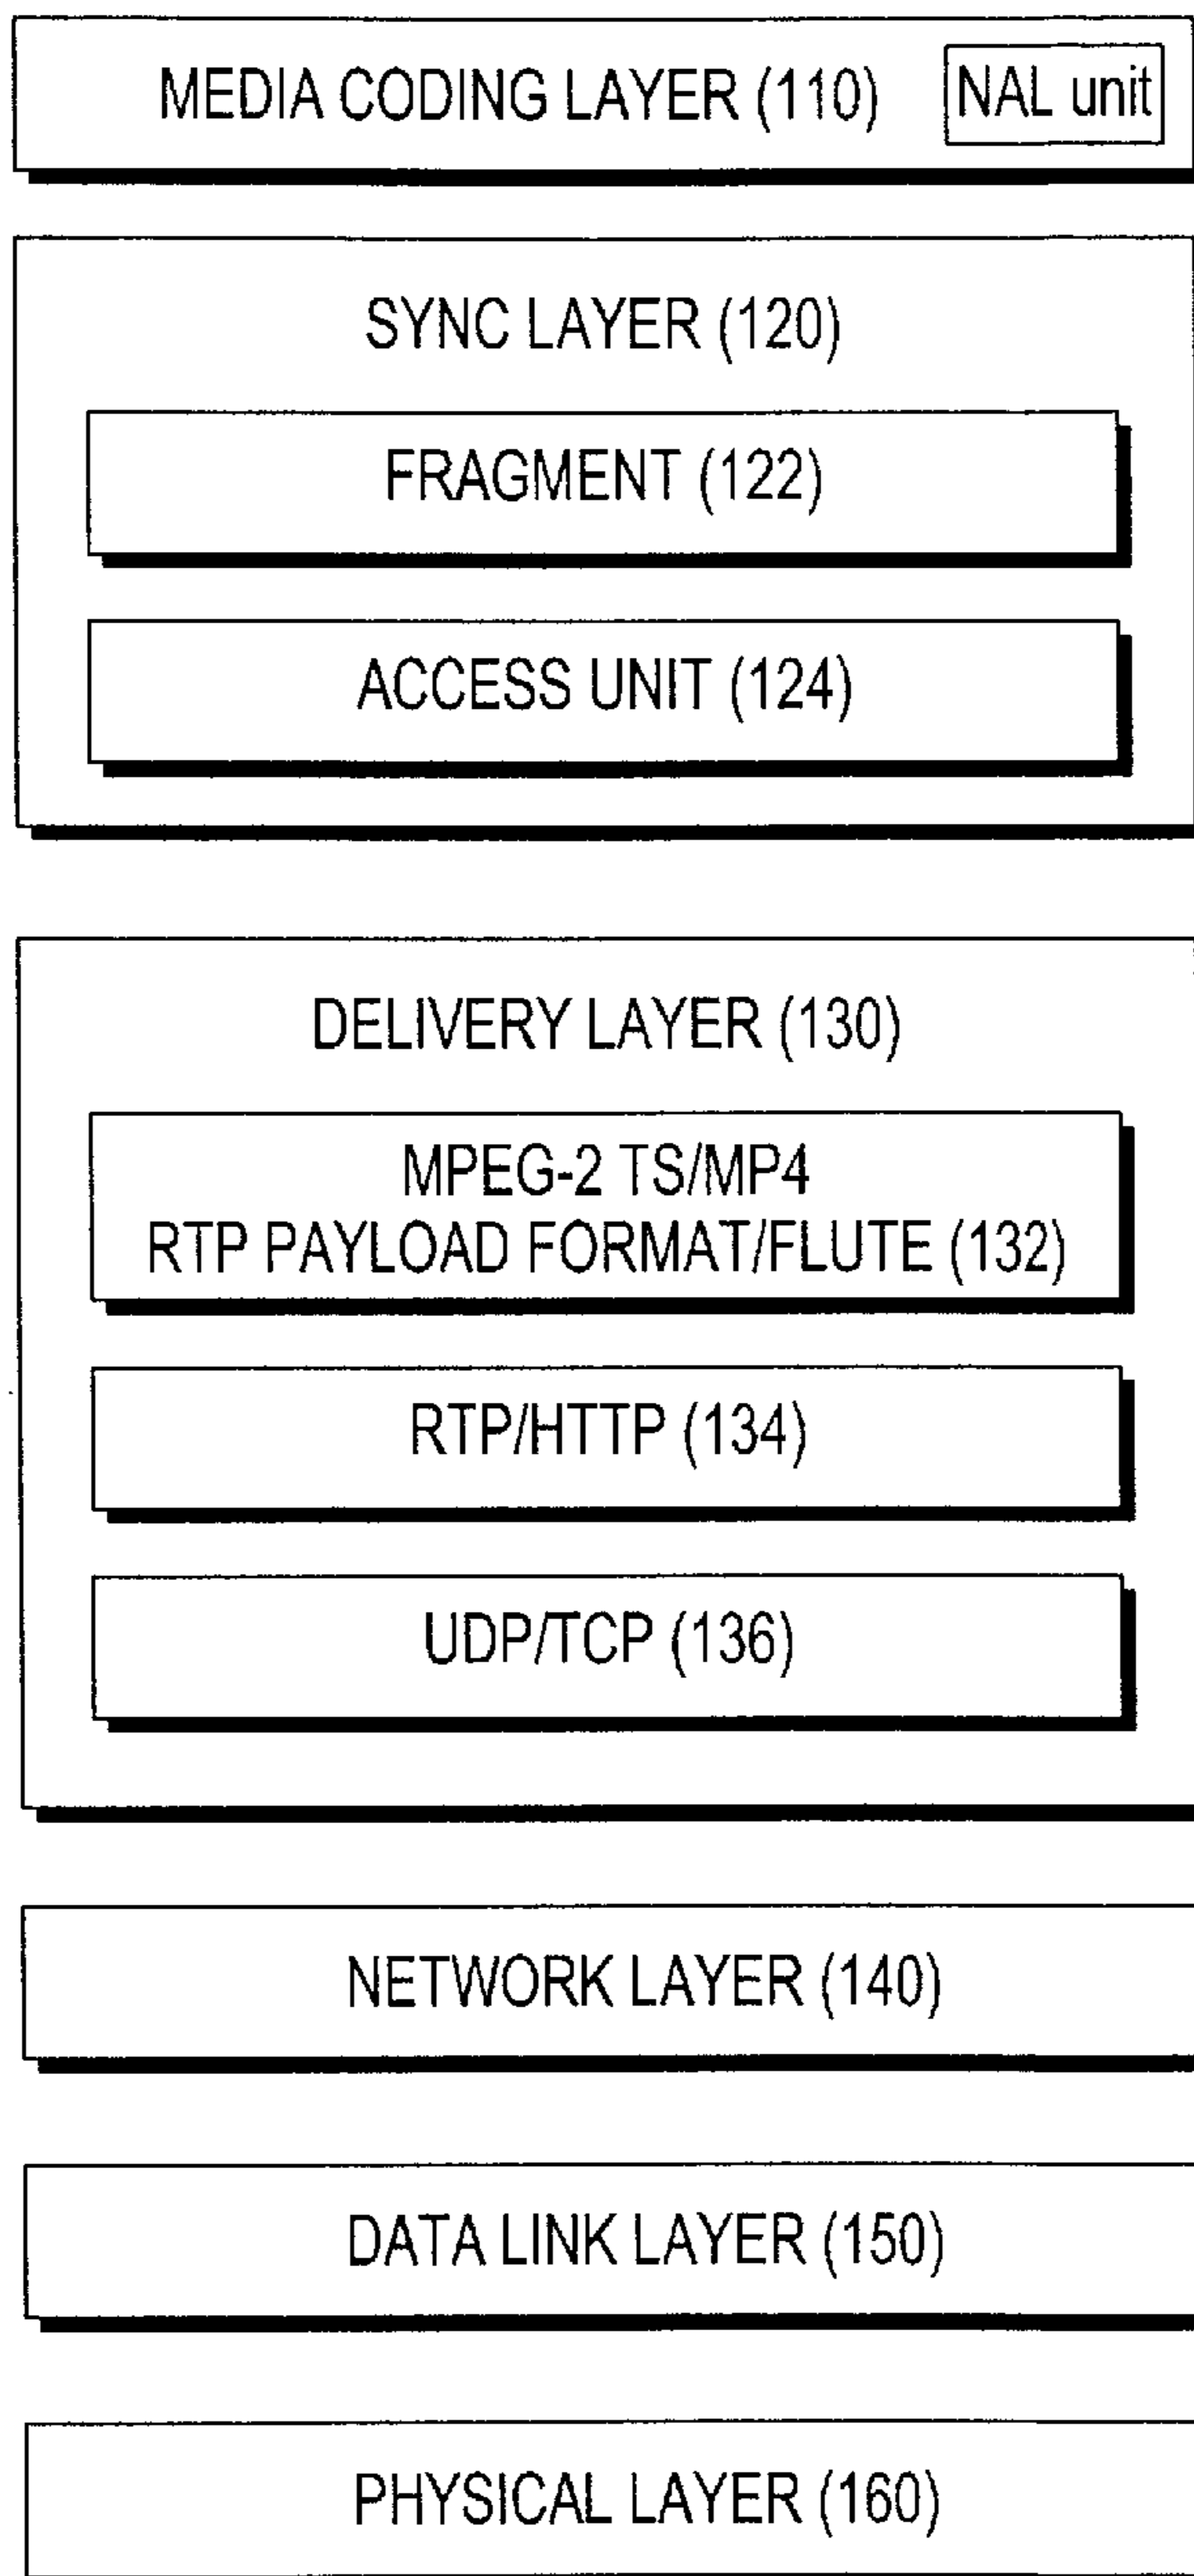 MEDIA CODING LAYER (110) NAL unit
SYNC LAYER (120)
FRAGMENT (122)
ACCESS UNIT (124)
DELIVERY LAYER (130)
MPEG-2 TS/MP4
RTP PAYLOAD FORMAT/FLUTE (132)
RTP/HTTP (134)
UDP/TCP (136)
NETWORK LAYER (140)
DATA LINK LAYER (150)
PHYSICAL LAYER (160)